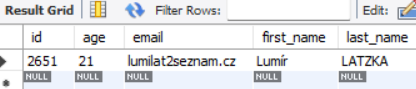 Result Grid Filter Rows: Edit:
id age email first_name last_name
2651 21 lumilat2seznam.cz Lumír LATZKA
NULL NULL NULL NULL NULL